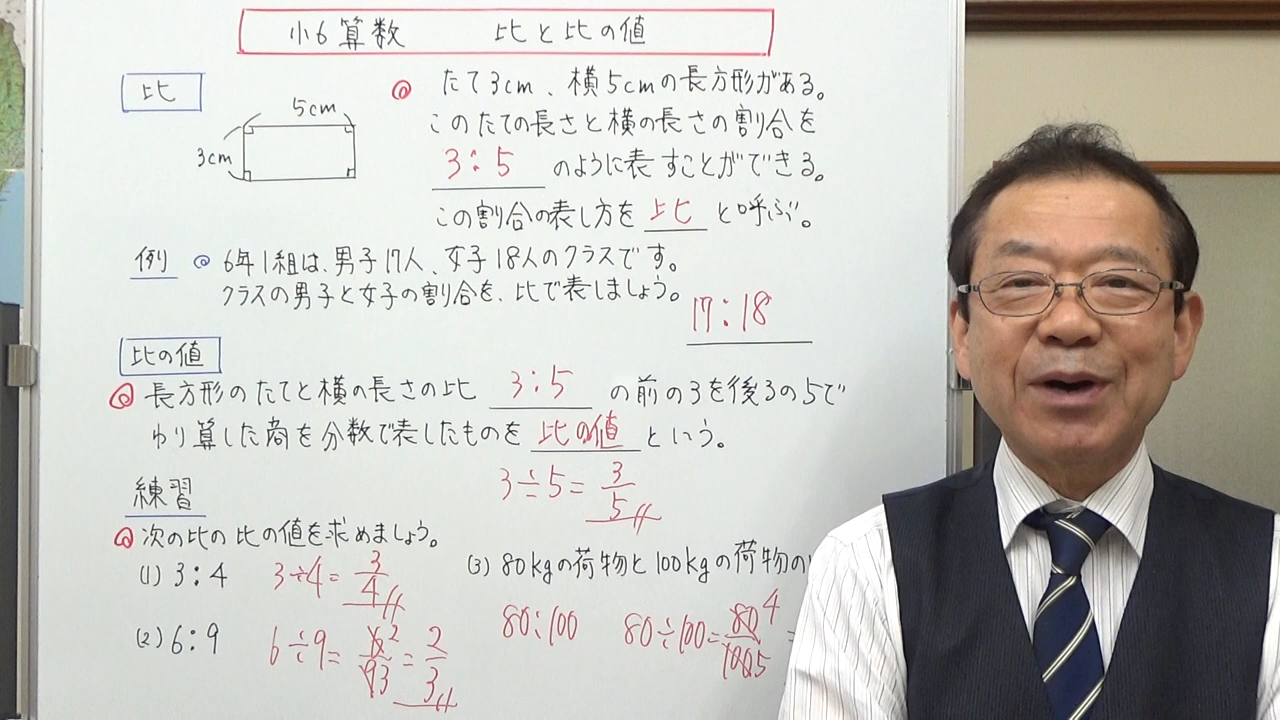 小6算数 比と比の値
比
5cm
3cm
たて3cm、横5cmの長方形がある。
このたての長さと横の長さの割合を
3:5 のように表すことができる。
この割合の表し方を 比 と呼ぶ。
例 6年1組は、男子17人、女子18人のクラスです。
クラスの男子と女子の割合を、比で表しましょう。
17:18
比の値
長方形のたてと横の長さの比 3:5 の前の3を後ろの5で
わり算した商を分数で表したものを 比の値 という。
3÷5=3/5
練習
次の比の比の値を求めましょう。
(1) 3:4 3÷4=3/4
(2) 6:9 6÷9=6/9 2/3=2/3
(3) 80kgの荷物と100kgの荷物の
80:100 80÷100=80/100 4/5=